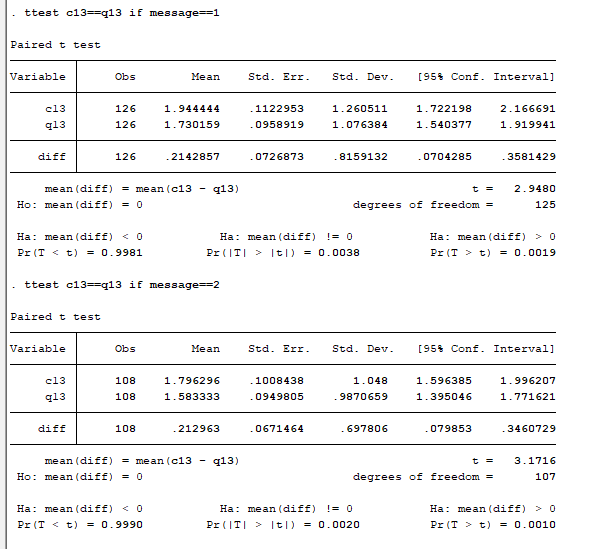 . ttest c13==q13 if message==1
Paired t test
Variable Obs Mean Std. Err. Std. Dev. [95% Conf. Interval]
c13 126 1.944444 .1122953 1.260511 1.722198 2.166691
q13 126 1.730159 .0958919 1.076384 1.540377 1.919941
diff 126 .2142857 .0726873 .8159132 .0704285 .3581429
mean(diff) = mean(c13 - q13) t = 2.9480
Ho: mean(diff) = 0 degrees of freedom = 125
Ha: mean(diff) < 0 Ha: mean(diff) != 0 Ha: mean(diff) > 0
Pr(T < t) = 0.9981 Pr(|T| > |t|) = 0.0038 Pr(T > t) = 0.0019
. ttest c13==q13 if message==2
Paired t test
Variable Obs Mean Std. Err. Std. Dev. [95% Conf. Interval]
c13 108 1.796296 .1008438 1.048 1.596385 1.996207
q13 108 1.583333 .0949805 .9870659 1.395046 1.771621
diff 108 .212963 .0671464 .697806 .079853 .3460729
mean(diff) = mean(c13 - q13) t = 3.1716
Ho: mean(diff) = 0 degrees of freedom = 107
Ha: mean(diff) < 0 Ha: mean(diff) != 0 Ha: mean(diff) > 0
Pr(T < t) = 0.9990 Pr(|T| > |t|) = 0.0020 Pr(T > t) = 0.0010